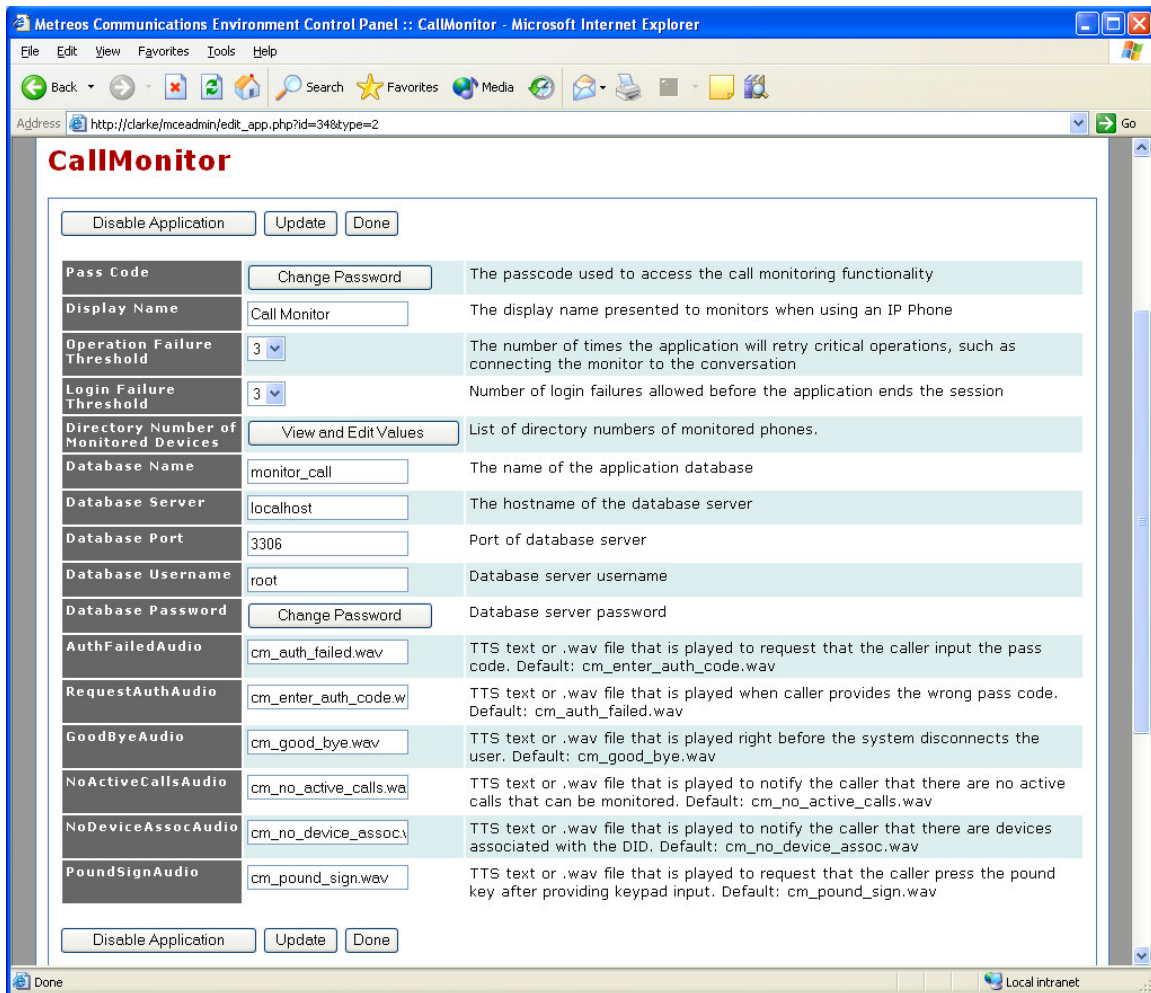 Metreos Communications Environment Control Panel :: CallMonitor - Microsoft Internet Explorer
File Edit View Favorites Tools Help
Back Search Favorites Media
Address http://clarke/mceadmin/edit_app.php?id=34&type=2 Go
CallMonitor
Disable Application Update Done
Pass Code Change Password The passcode used to access the call monitoring functionality
Display Name Call Monitor The display name presented to monitors when using an IP Phone
Operation Failure Threshold 3 The number of times the application will retry critical operations, such as
connecting the monitor to the conversation
Login Failure Threshold 3 Number of login failures allowed before the application ends the session
Directory Number of Monitored Devices View and Edit Values List of directory numbers of monitored phones.
Database Name monitor_call The name of the application database
Database Server localhost The hostname of the database server
Database Port 3306 Port of database server
Database Username root Database server username
Database Password Change Password Database server password
AuthFailedAudio cm_auth_failed.wav TTS text or .wav file that is played to request that the caller input the pass
code. Default: cm_enter_auth_code.wav
RequestAuthAudio cm_enter_auth_code.w TTS text or .wav file that is played when caller provides the wrong pass code.
Default: cm_auth_failed.wav
GoodByeAudio cm_good_bye.wav TTS text or .wav file that is played right before the system disconnects the
user. Default: cm_good_bye.wav
NoActiveCallsAudio cm_no_active_calls.wa TTS text or .wav file that is played to notify the caller that there are no active
calls that can be monitored. Default: cm_no_active_calls.wav
NoDeviceAssocAudio cm_no_device_assoc.v TTS text or .wav file that is played to notify the caller that there are devices
associated with the DID. Default: cm_no_device_assoc.wav
PoundSignAudio cm_pound_sign.wav TTS text or .wav file that is played to request that the caller press the pound
key after providing keypad input. Default: cm_pound_sign.wav
Disable Application Update Done
Done Local intranet